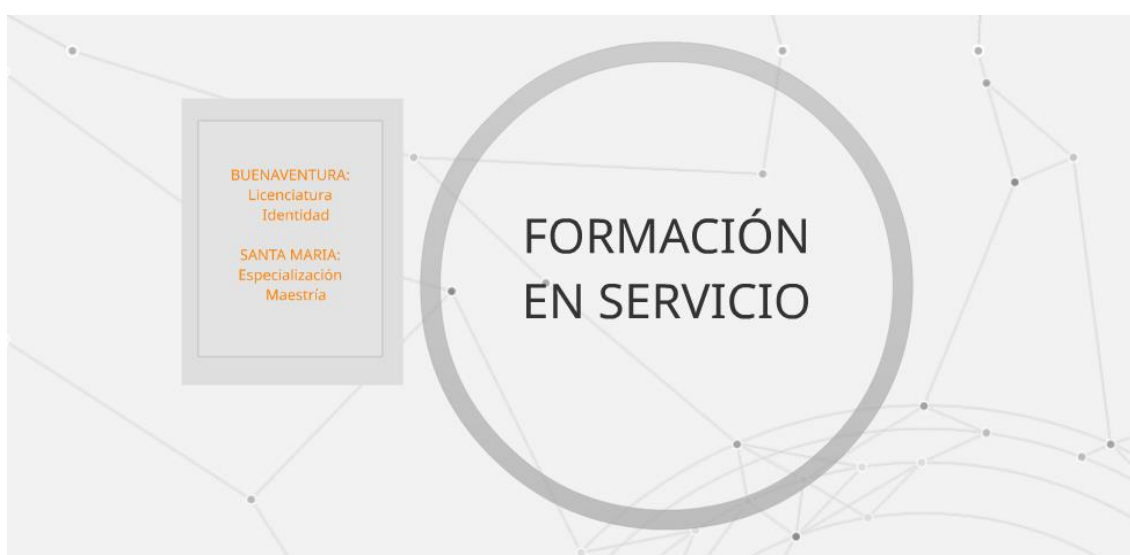 BUENAVENTURA:
Licenciatura
Identidad
SANTA MARIA:
Especialización
Maestría
FORMACIÓN
EN SERVICIO